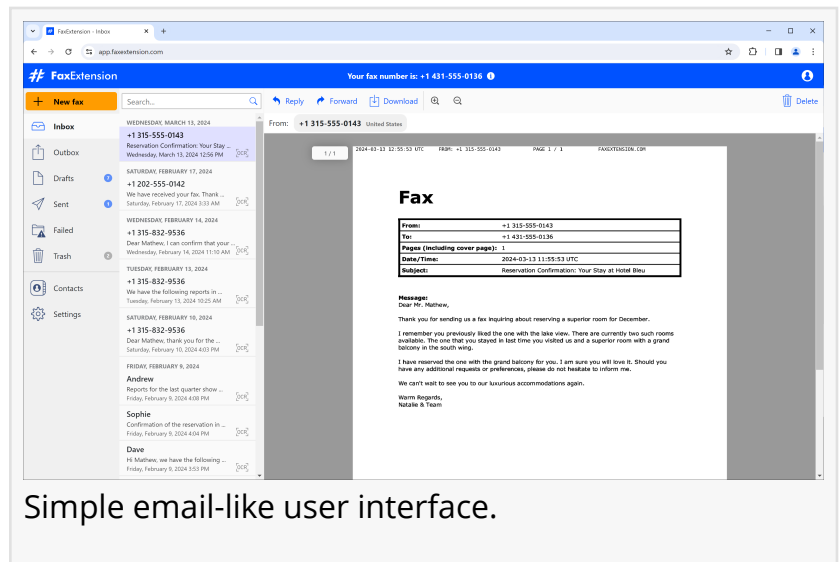 FaxExtension - Inbox
app.faxextension.com
FaxExtension
Your fax number is: +1 431-555-0136
New fax
Search...
Reply
Forward
Download
Delete
Inbox
Outbox
Drafts
Sent
Failed
Trash
Contacts
Settings
WEDNESDAY, MARCH 13, 2024
+1 315-555-0143
Reservation Confirmation: Your Stay ...
Wednesday, March 13, 2024 12:56 PM
OCR
SATURDAY, FEBRUARY 17, 2024
+1 202-555-0142
We have received your fax, Thank ...
Saturday, February 17, 2024 3:33 AM
OCR
WEDNESDAY, FEBRUARY 14, 2024
+1 315-832-9536
Dear Mathew, I can confirm that your ...
Wednesday, February 14, 2024 11:10 AM
OCR
TUESDAY, FEBRUARY 13, 2024
+1 315-832-9536
We have the following reports in ...
Tuesday, February 13, 2024 10:25 AM
OCR
SATURDAY, FEBRUARY 10, 2024
+1 315-832-9536
Dear Mathew, thank you for the ...
Saturday, February 10, 2024 4:03 PM
OCR
FRIDAY, FEBRUARY 9, 2024
Andrew
Reports for the last quarter show ...
Friday, February 9, 2024 4:08 PM
OCR
Sophie
Confirmation of the reservation in ...
Friday, February 9, 2024 4:04 PM
OCR
Dave
Hi Mathew, we have the following ...
Friday, February 9, 2024 3:53 PM
OCR
From: +1 315-555-0143 United States
1 / 1
2024-03-13 12:55:53 UTC FROM: +1 315-555-0143 PAGE 1 / 1 FAXEXTENSION.COM
Fax
From: +1 315-555-0143
To: +1 431-555-0136
Pages (including cover page): 1
Date/Time: 2024-03-13 11:55:53 UTC
Subject: Reservation Confirmation: Your Stay at Hotel Bleu
Message:
Dear Mr. Mathew,
Thank you for sending us a fax inquiring about reserving a superior room for December.
I remember you previously liked the one with the lake view. There are currently two such rooms
available. The one that you stayed in last time you visited us and a superior room with a grand
balcony in the south wing.
I have reserved the one with the grand balcony for you. I am sure you will love it. Should you
have any additional requests or preferences, please do not hesitate to inform me.
We can't wait to see you to our luxurious accommodations again.
Warm Regards,
Natalie & Team
Simple email-like user interface.